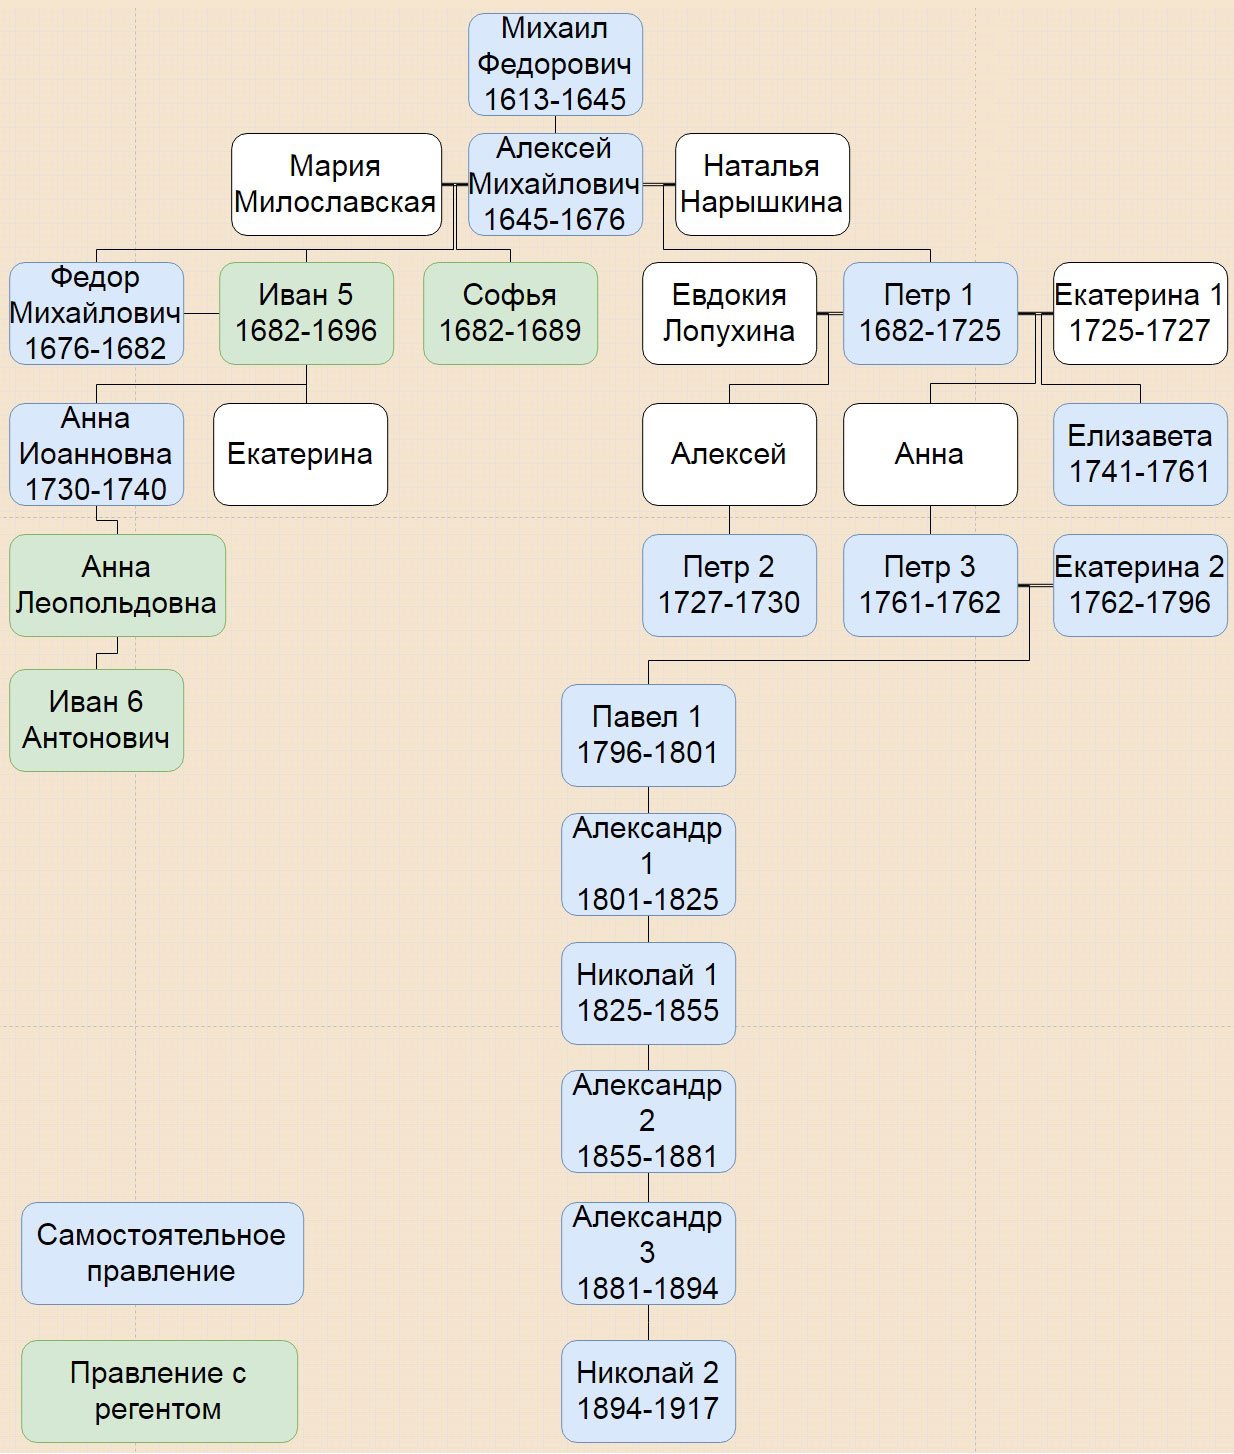 Михаил
Федорович
1613-1645
Мария
Милославская
Алексей
Михайлович
1645-1676
Наталья
Нарышкина
Федор
Михайлович
1676-1682
Иван 5
1682-1696
Софья
1682-1689
Евдокия
Лопухина
Петр 1
1682-1725
Екатерина 1
1725-1727
Анна
Иоанновна
1730-1740
Екатерина
Алексей
Анна
Елизавета
1741-1761
Анна
Леопольдовна
Петр 2
1727-1730
Петр 3
1761-1762
Екатерина 2
1762-1796
Иван 6
Антонович
Павел 1
1796-1801
Александр
1
1801-1825
Николай 1
1825-1855
Александр
2
1855-1881
Александр
3
1881-1894
Николай 2
1894-1917
Самостоятельное
правление
Правление с
регентом